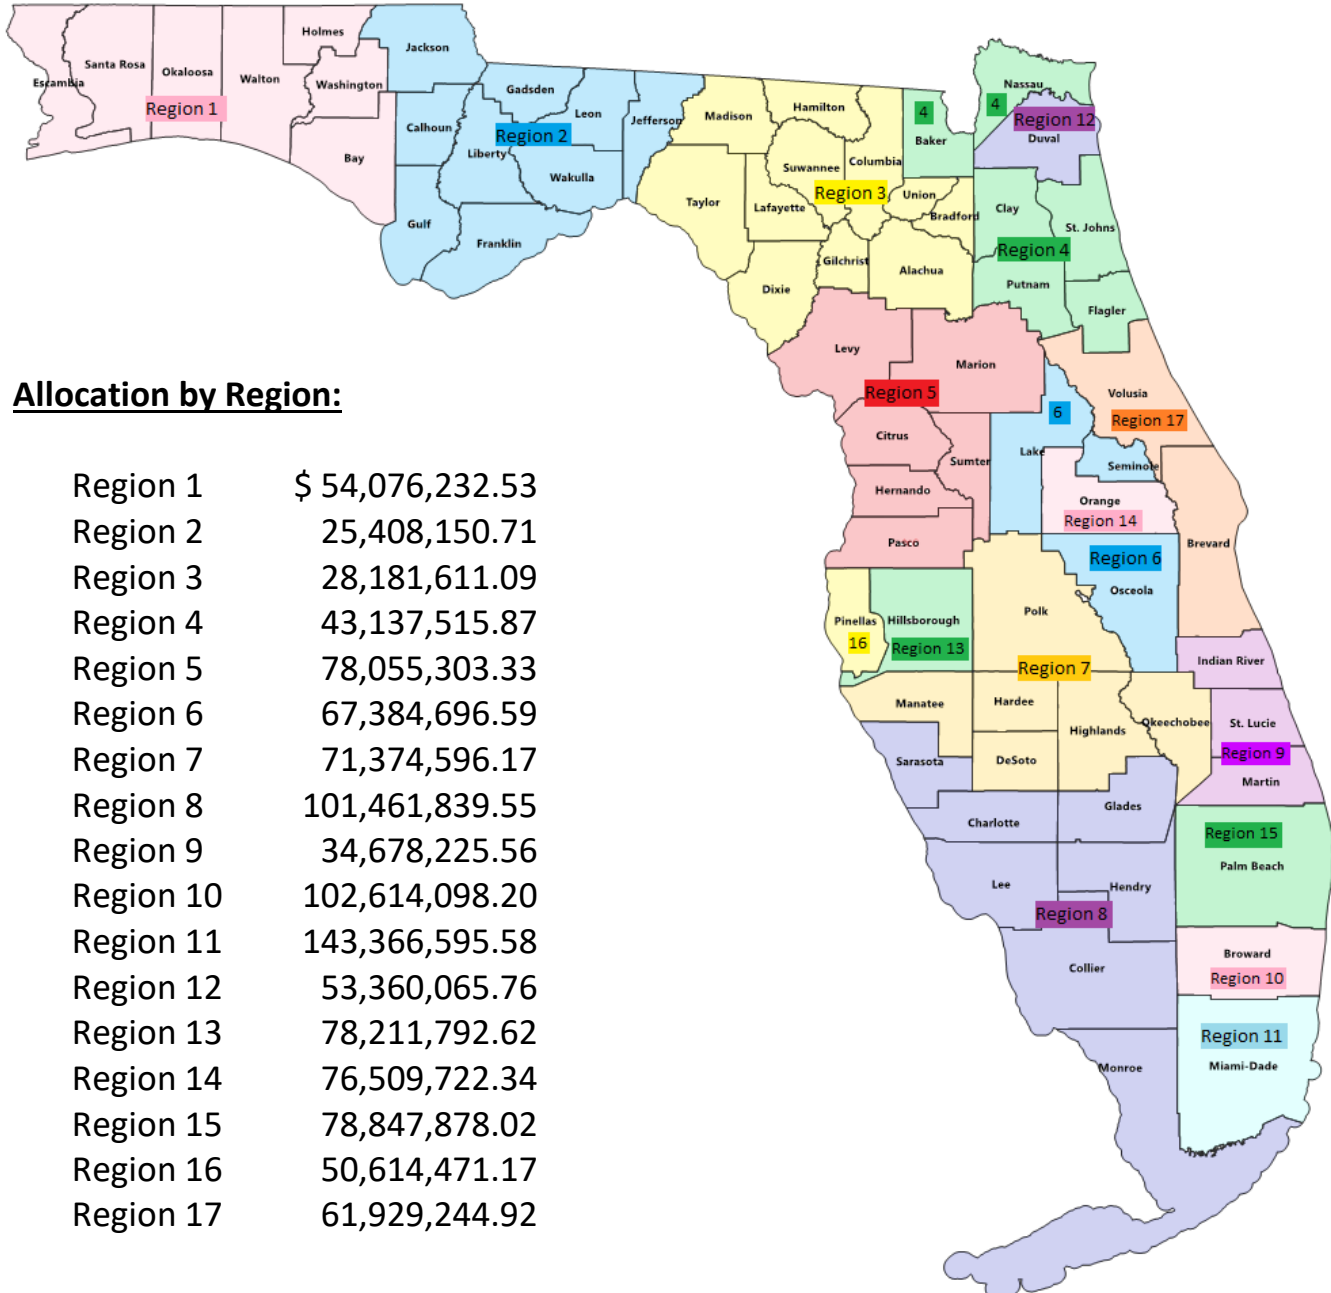 Holmes
Jackson
Santa Rosa
Okaloosa
Walton
Washington
Escambia
Region 1
Bay
Gadsden
Leon
Jefferson
Calhoun
Region 2
Liberty
Wakulla
Gulf
Franklin
Madison
Hamilton
Suwannee
Columbia
Region 3
Taylor
Lafayette
Union
Bradford
Gilchrist
Alachua
Dixie
4
Baker
Nassau
4
Region 12
Duval
Clay
St. Johns
Region 4
Putnam
Flagler
Levy
Marion
Region 5
Citrus
Sumter
Hernando
Pasco
6
Lake
Volusia
Region 17
Seminole
Orange
Region 14
Brevard
Region 6
Osceola
Polk
Pinellas
16
Hillsborough
Region 13
Region 7
Indian River
Manatee
Hardee
Highlands
Okeechobee
St. Lucie
Region 9
Martin
Sarasota
DeSoto
Glades
Charlotte
Region 15
Palm Beach
Lee
Hendry
Region 8
Collier
Broward
Region 10
Region 11
Miami-Dade
Monroe
Allocation by Region:
Region 1 $ 54,076,232.53
Region 2 25,408,150.71
Region 3 28,181,611.09
Region 4 43,137,515.87
Region 5 78,055,303.33
Region 6 67,384,696.59
Region 7 71,374,596.17
Region 8 101,461,839.55
Region 9 34,678,225.56
Region 10 102,614,098.20
Region 11 143,366,595.58
Region 12 53,360,065.76
Region 13 78,211,792.62
Region 14 76,509,722.34
Region 15 78,847,878.02
Region 16 50,614,471.17
Region 17 61,929,244.92